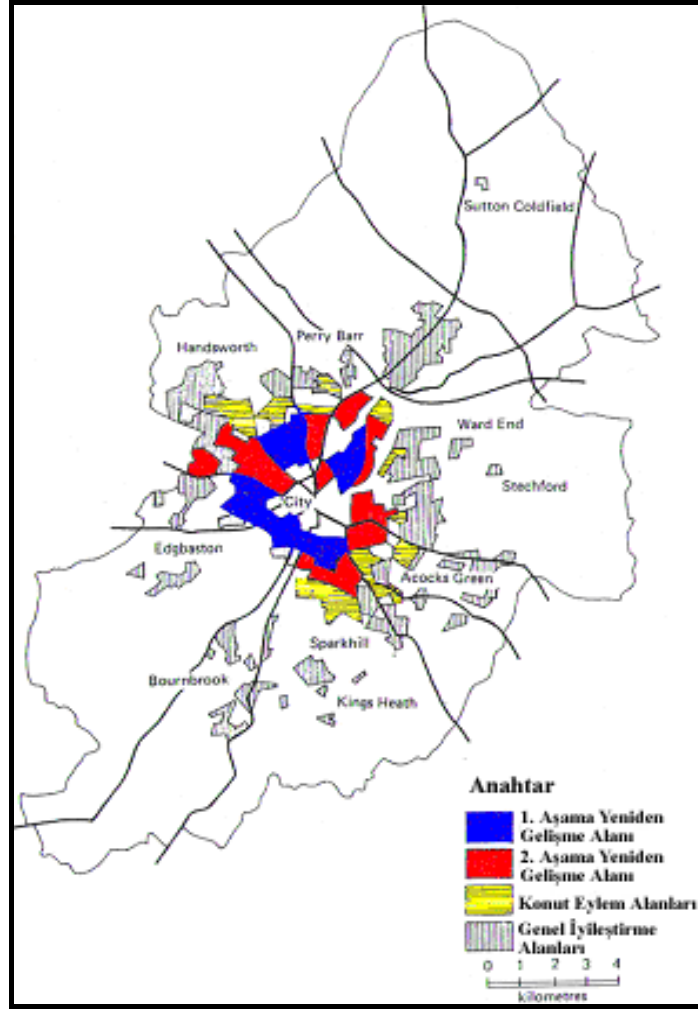 Sutton Coldfield
Perry Barr
Handsworth
Ward End
Stechford
City
Edgbaston
Acocks Green
Sparkhill
Bournbrook
Kings Heath
Anahtar
1. Aşama Yeniden
Gelişme Alanı
2. Aşama Yeniden
Gelişme Alanı
Konut Eylem Alanları
Genel İyileştirme
Alanları
0 1 2 3 4
kilometres